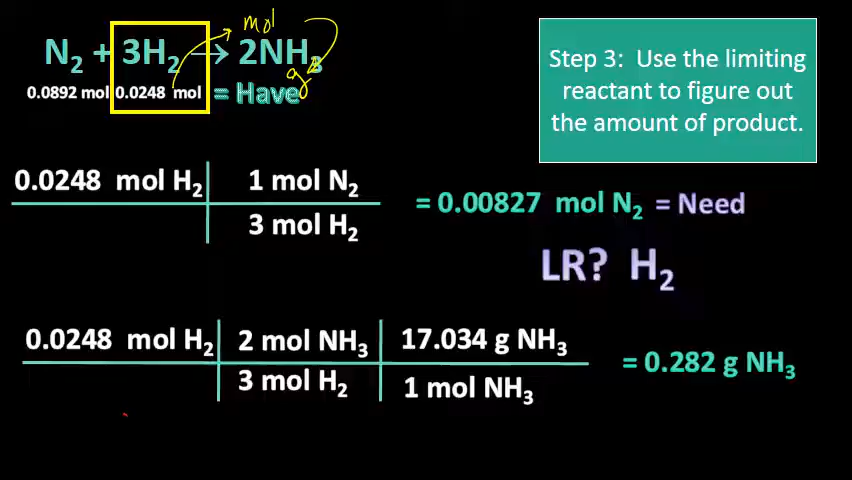 mol
N₂ + 3H₂ → 2NH₃
g
0.0892 mol 0.0248 mol = Have
Step 3: Use the limiting
reactant to figure out
the amount of product.
0.0248 mol H₂ 1 mol N₂
3 mol H₂
= 0.00827 mol N₂ = Need
LR? H₂
0.0248 mol H₂ 2 mol NH₃ 17.034 g NH₃
3 mol H₂ 1 mol NH₃
= 0.282 g NH₃